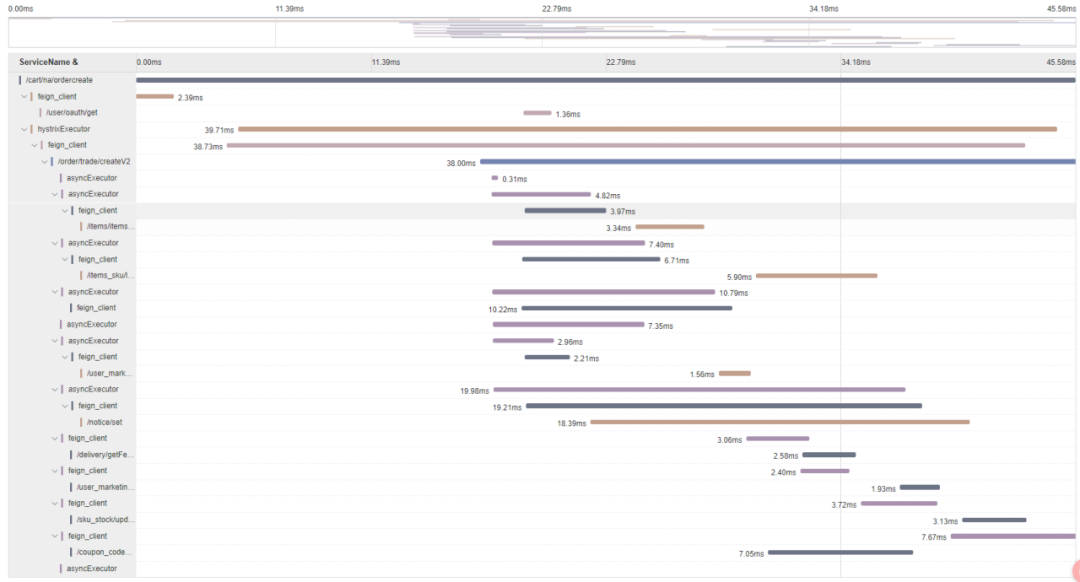 0.00ms 11.39ms 22.79ms 34.18ms 45.58ms
ServiceName & 0.00ms 11.39ms 22.79ms 34.18ms 45.58ms
/cart/na/ordercreate
feign_client 2.39ms
/user/oauth/get 1.36ms
hystrixExecutor 39.71ms
feign_client 38.73ms
/order/trade/createV2 38.00ms
asyncExecutor 0.31ms
asyncExecutor 4.82ms
feign_client 3.97ms
/items/items... 3.34ms
asyncExecutor 7.40ms
feign_client 6.71ms
/items_sku/l... 5.90ms
asyncExecutor 10.79ms
feign_client 10.22ms
asyncExecutor 7.35ms
asyncExecutor 2.96ms
feign_client 2.21ms
/user_mark... 1.56ms
asyncExecutor 19.98ms
feign_client 19.21ms
/notice/set 18.39ms
feign_client 3.06ms
/delivery/getFe... 2.58ms
feign_client 2.40ms
/user_marketin... 1.93ms
feign_client 3.72ms
/sku_stock/upd... 3.13ms
feign_client 7.67ms
/coupon_code... 7.05ms
asyncExecutor